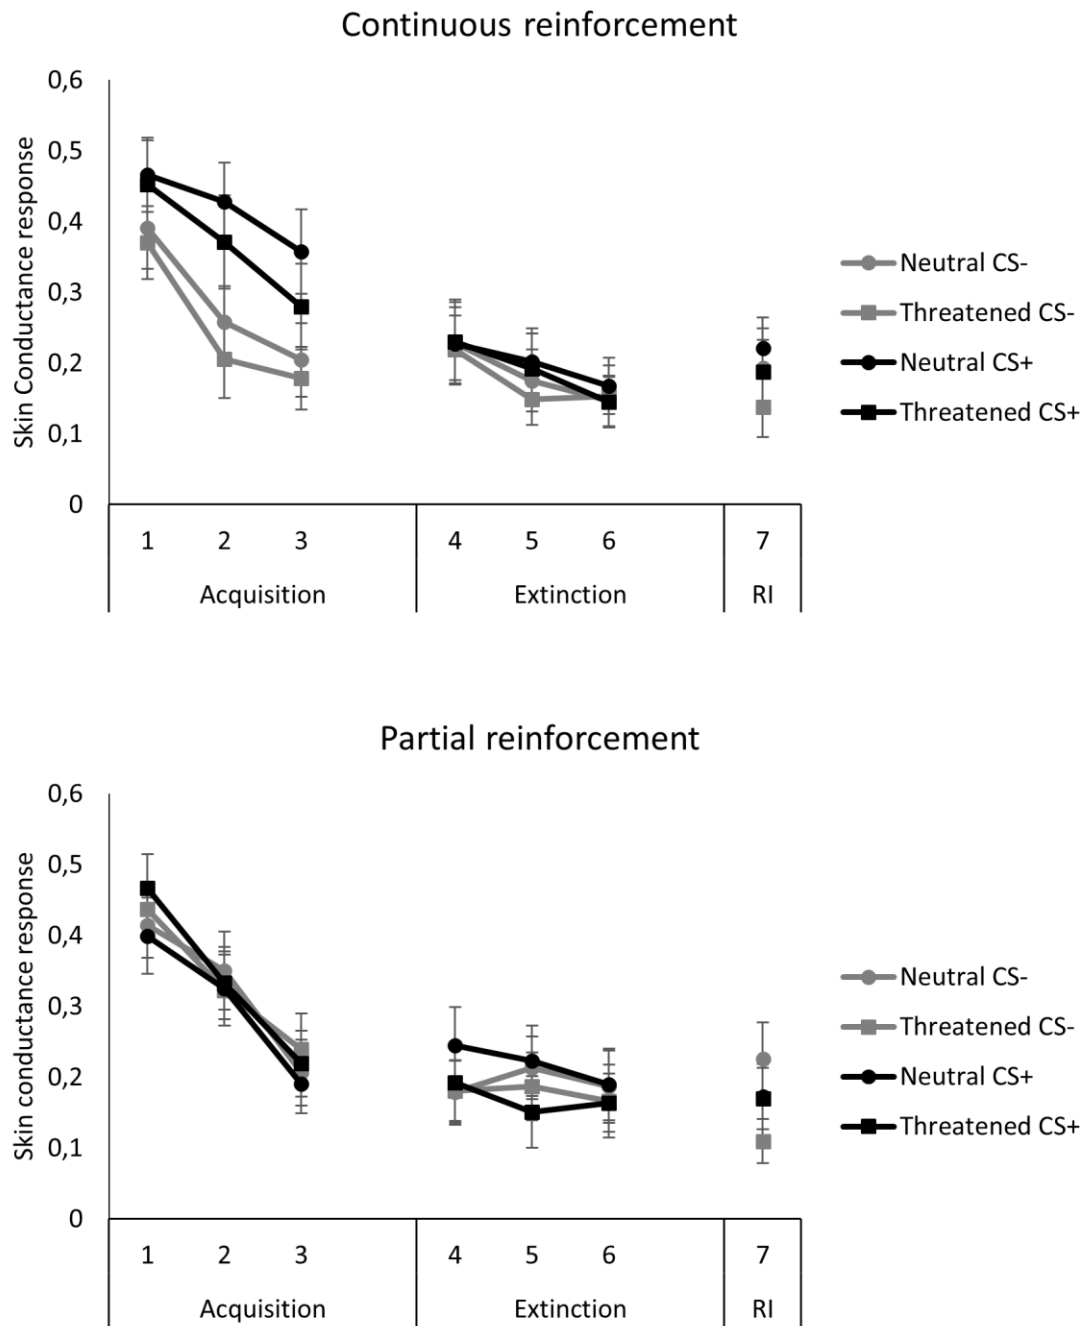 Continuous reinforcement
0,6
0,5
0,4
0,3
0,2
0,1
0
Skin Conductance response
Neutral CS-
Threatened CS-
Neutral CS+
Threatened CS+
1 2 3 4 5 6 7
Acquisition Extinction RI
Partial reinforcement
0,6
0,5
0,4
0,3
0,2
0,1
0
Skin conductance response
Neutral CS-
Threatened CS-
Neutral CS+
Threatened CS+
1 2 3 4 5 6 7
Acquisition Extinction RI